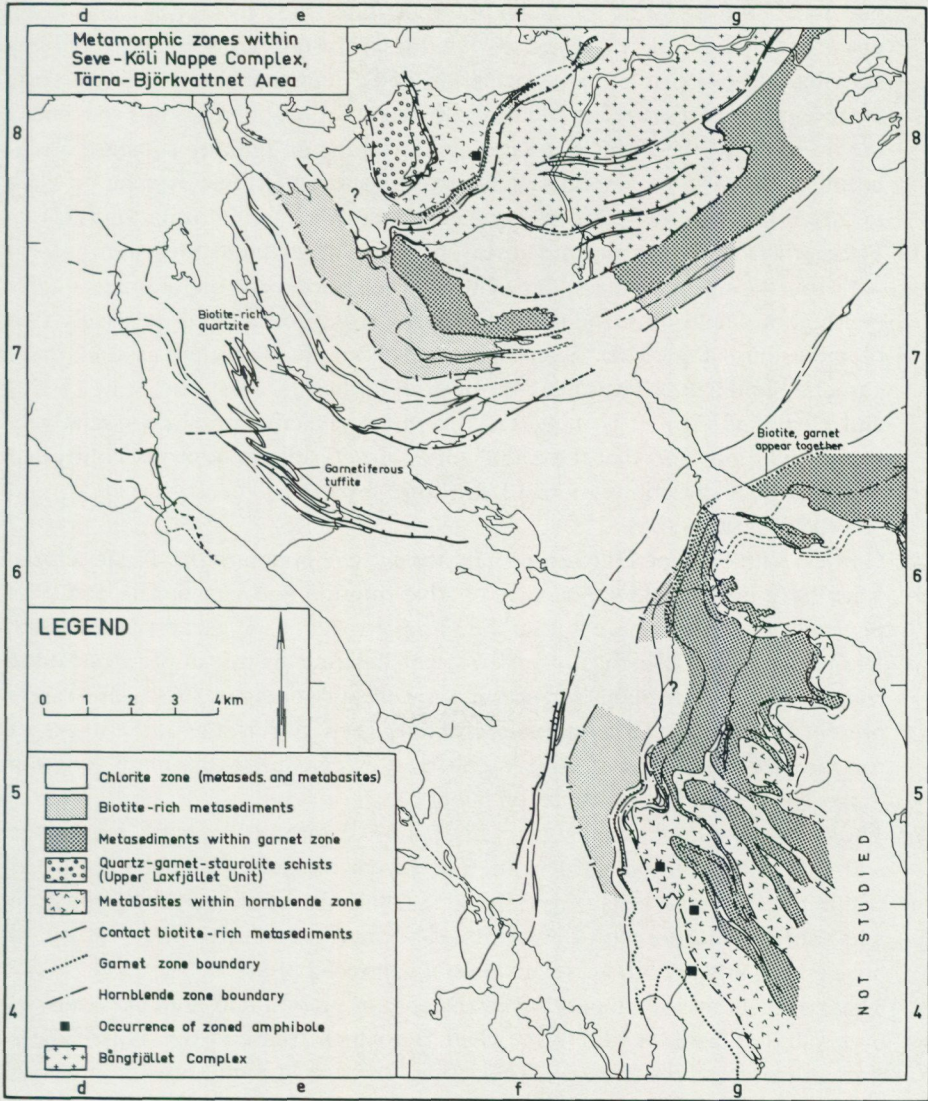 d e f g
Metamorphic zones within
Seve-Köli Nappe Complex,
Tärna-Björkvattnet Area
8 8
?
Biotite-rich
quartzite
7 7
Biotite, garnet
appear together
Garnetiferous
tuffite
6 6
LEGEND
0 1 2 3 4 km
?
Chlorite zone (metaseds. and metabasites)
5 5
Biotite-rich metasediments
Metasediments within garnet zone
Quartz-garnet-staurolite schists
(Upper Laxfjället Unit)
Metabasites within hornblende zone
Contact biotite-rich metasediments
Garnet zone boundary
Hornblende zone boundary
NOT STUDIED
4 4
Occurrence of zoned amphibole
Bångfjället Complex
d e f g